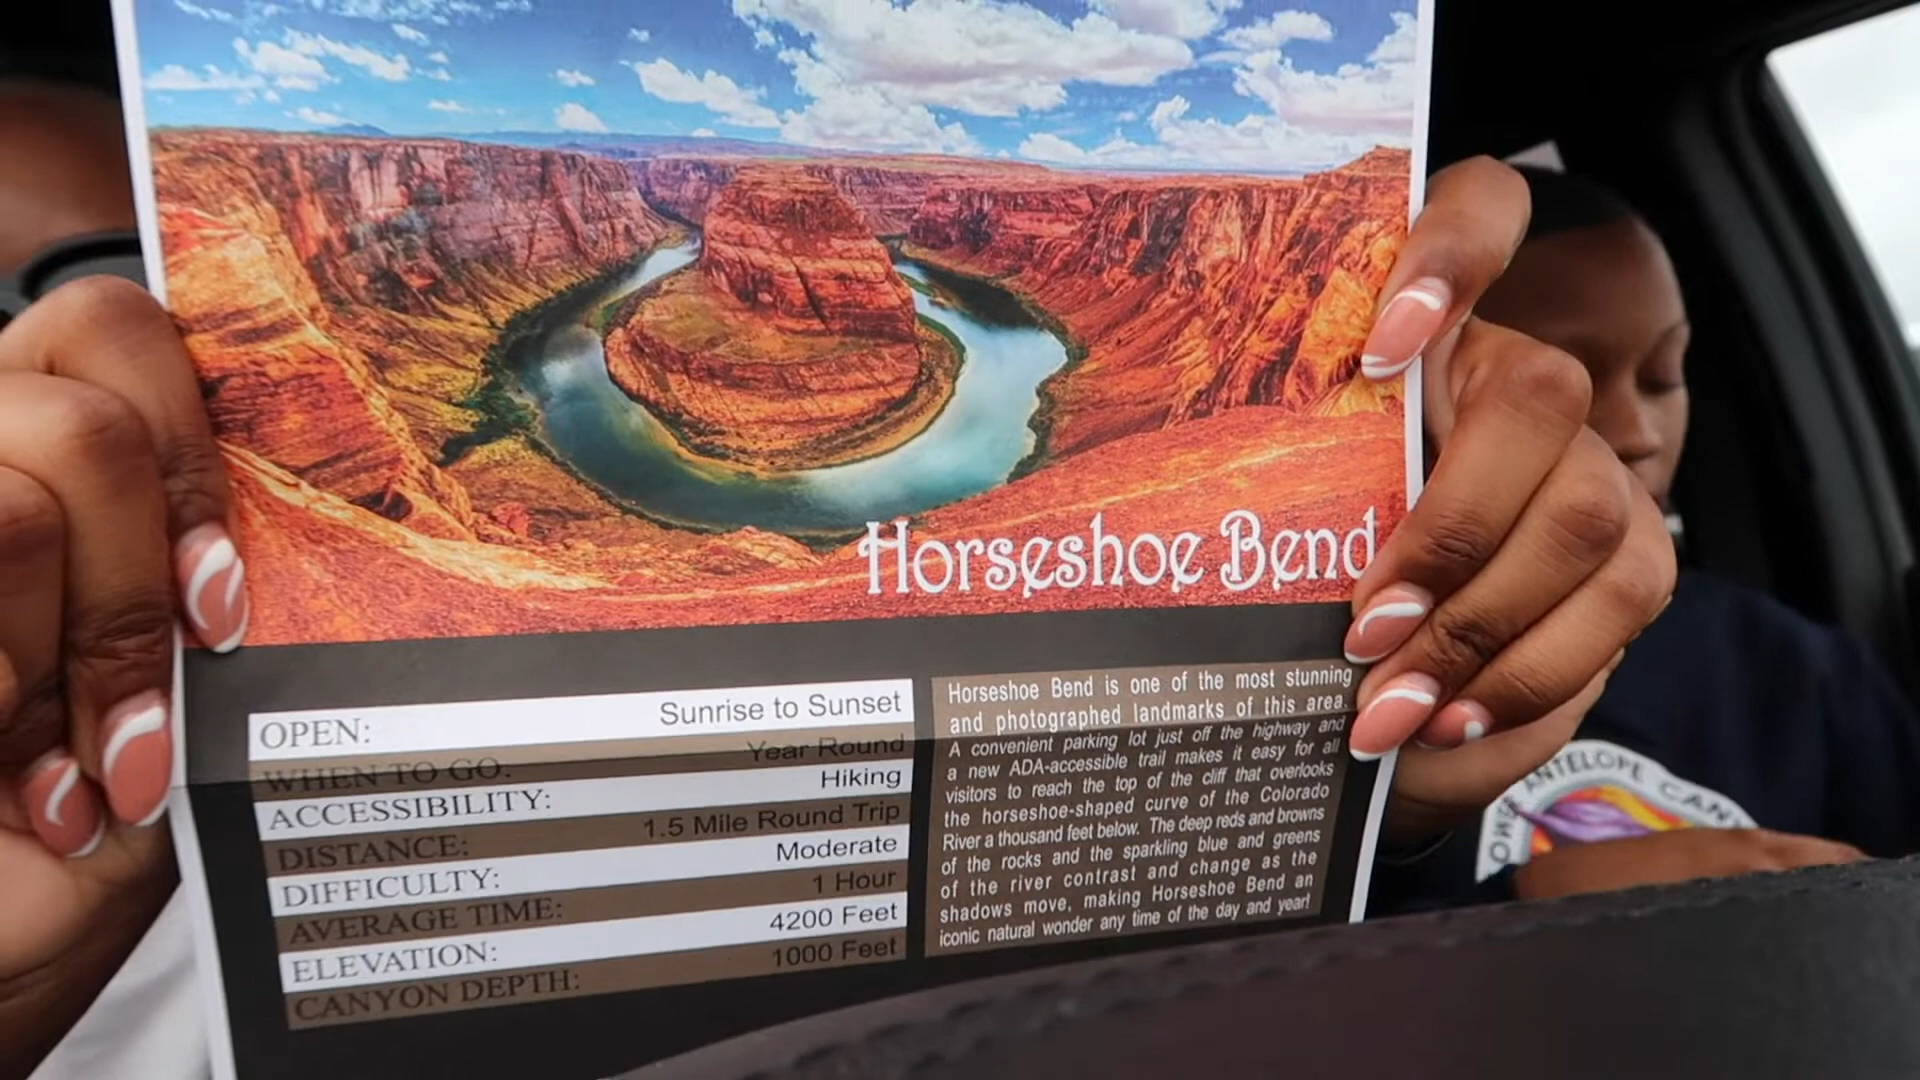 Horseshoe Bend
OPEN: Sunrise to Sunset
WHEN TO GO: Year Round
ACCESSIBILITY: Hiking
DISTANCE: 1.5 Mile Round Trip
DIFFICULTY: Moderate
AVERAGE TIME: 1 Hour
ELEVATION: 4200 Feet
CANYON DEPTH: 1000 Feet
Horseshoe Bend is one of the most stunning
and photographed landmarks of this area.
A convenient parking lot just off the highway and
a new ADA-accessible trail makes it easy for all
visitors to reach the top of the cliff that overlooks
the horseshoe-shaped curve of the Colorado
River a thousand feet below. The deep reds and browns
of the rocks and the sparkling blue and greens
of the river contrast and change as the
shadows move, making Horseshoe Bend an
iconic natural wonder any time of the day and year!
ANTELOPE CANY